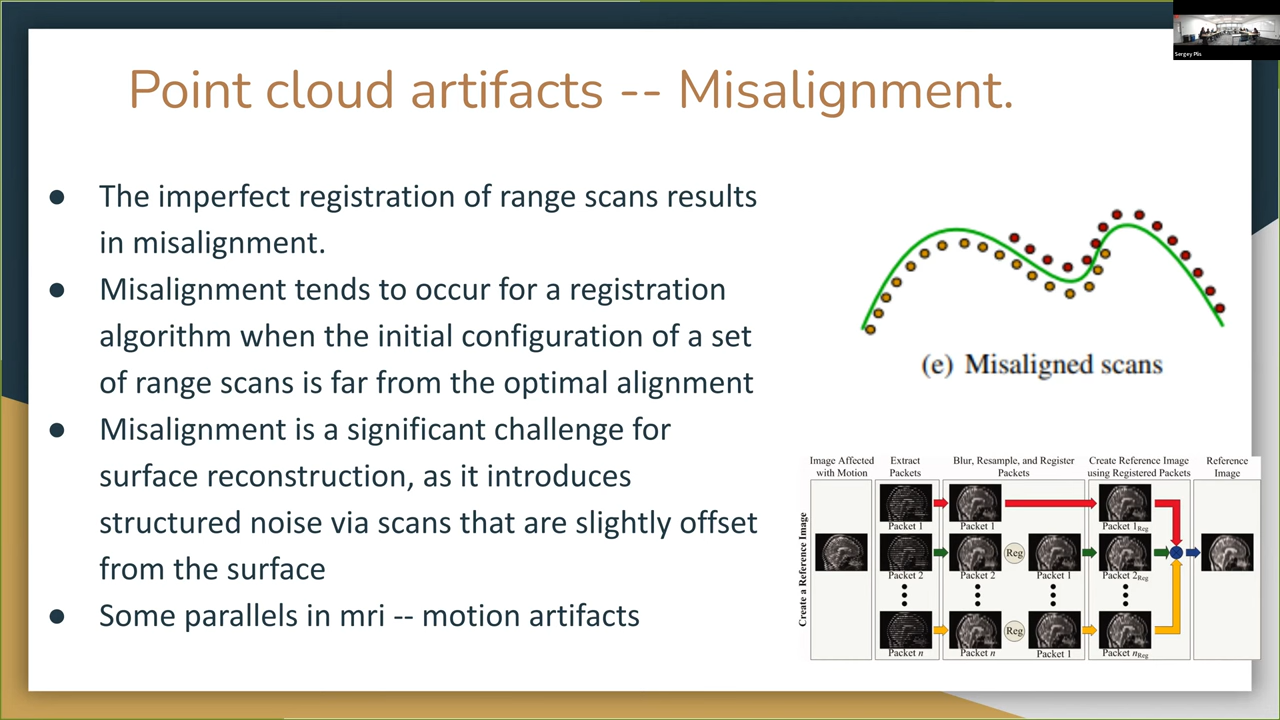 Sergey Plis
Point cloud artifacts -- Misalignment.
● The imperfect registration of range scans results
in misalignment.
● Misalignment tends to occur for a registration
algorithm when the initial configuration of a set
of range scans is far from the optimal alignment
● Misalignment is a significant challenge for
surface reconstruction, as it introduces
structured noise via scans that are slightly offset
from the surface
● Some parallels in mri -- motion artifacts
(e) Misaligned scans
Image Affected
with Motion
Extract
Packets
Blur, Resample, and Register
Packets
Create Reference Image
using Registered Packets
Reference
Image
Create a Reference Image
Packet 1
Packet 1
Packet 1Reg
Reg
Packet 2
Packet 2
Packet 1
Packet 2Reg
Reg
Packet n
Packet n
Packet 1
Packet nReg